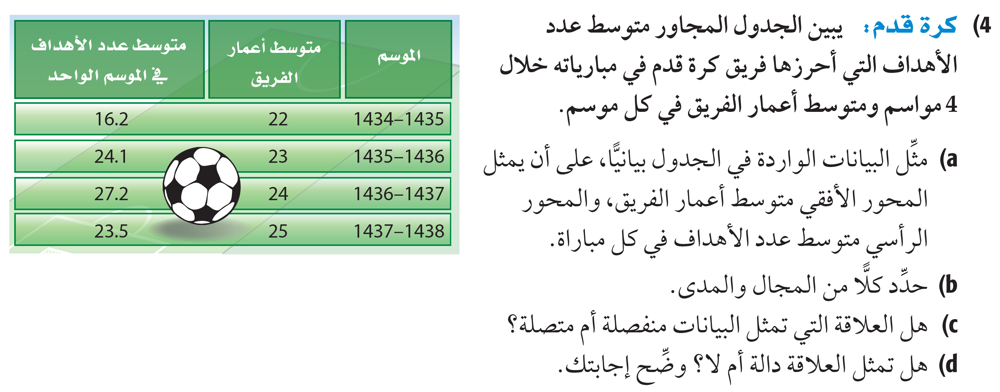 4) كرة قدم: يبين الجدول المجاور متوسط عدد
الأهداف التي أحرزها فريق كرة قدم في مبارياته خلال
4 مواسم ومتوسط أعمار الفريق في كل موسم.
a) مثِّل البيانات الواردة في الجدول بيانيًّا، على أن يمثل
المحور الأفقي متوسط أعمار الفريق، والمحور
الرأسي متوسط عدد الأهداف في كل مباراة.
b) حدِّد كلًّا من المجال والمدى.
c) هل العلاقة التي تمثل البيانات منفصلة أم متصلة؟
d) هل تمثل العلاقة دالة أم لا؟ وضِّح إجابتك.
الموسم
متوسط أعمار
الفريق
متوسط عدد الأهداف
في الموسم الواحد
1434–1435 22 16.2
1435–1436 23 24.1
1436–1437 24 27.2
1437–1438 25 23.5